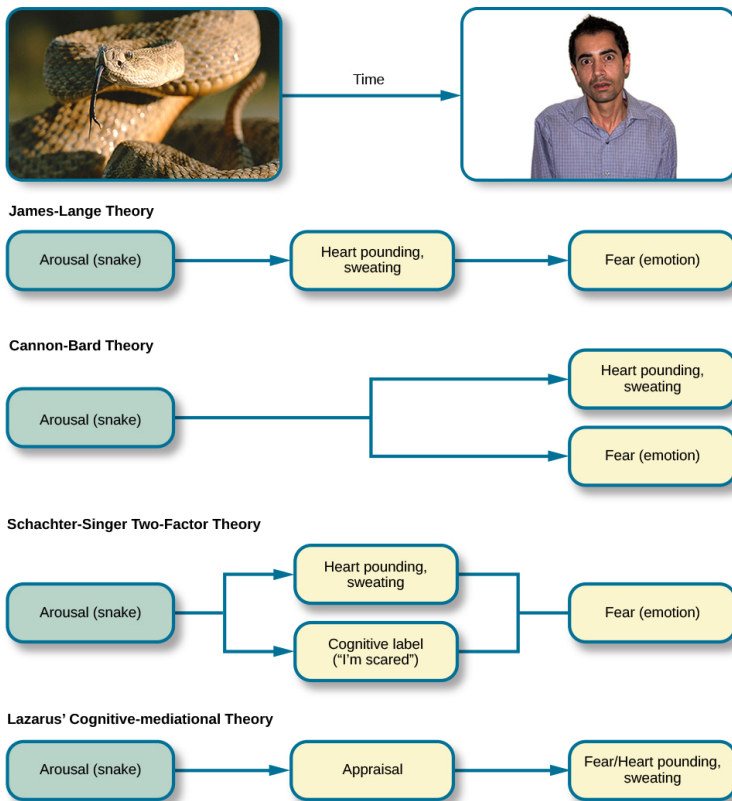 Time
James-Lange Theory
Arousal (snake)
Heart pounding,
sweating
Fear (emotion)
Cannon-Bard Theory
Arousal (snake)
Heart pounding,
sweating
Fear (emotion)
Schachter-Singer Two-Factor Theory
Arousal (snake)
Heart pounding,
sweating
Cognitive label
(“I’m scared”)
Fear (emotion)
Lazarus’ Cognitive-mediational Theory
Arousal (snake)
Appraisal
Fear/Heart pounding,
sweating